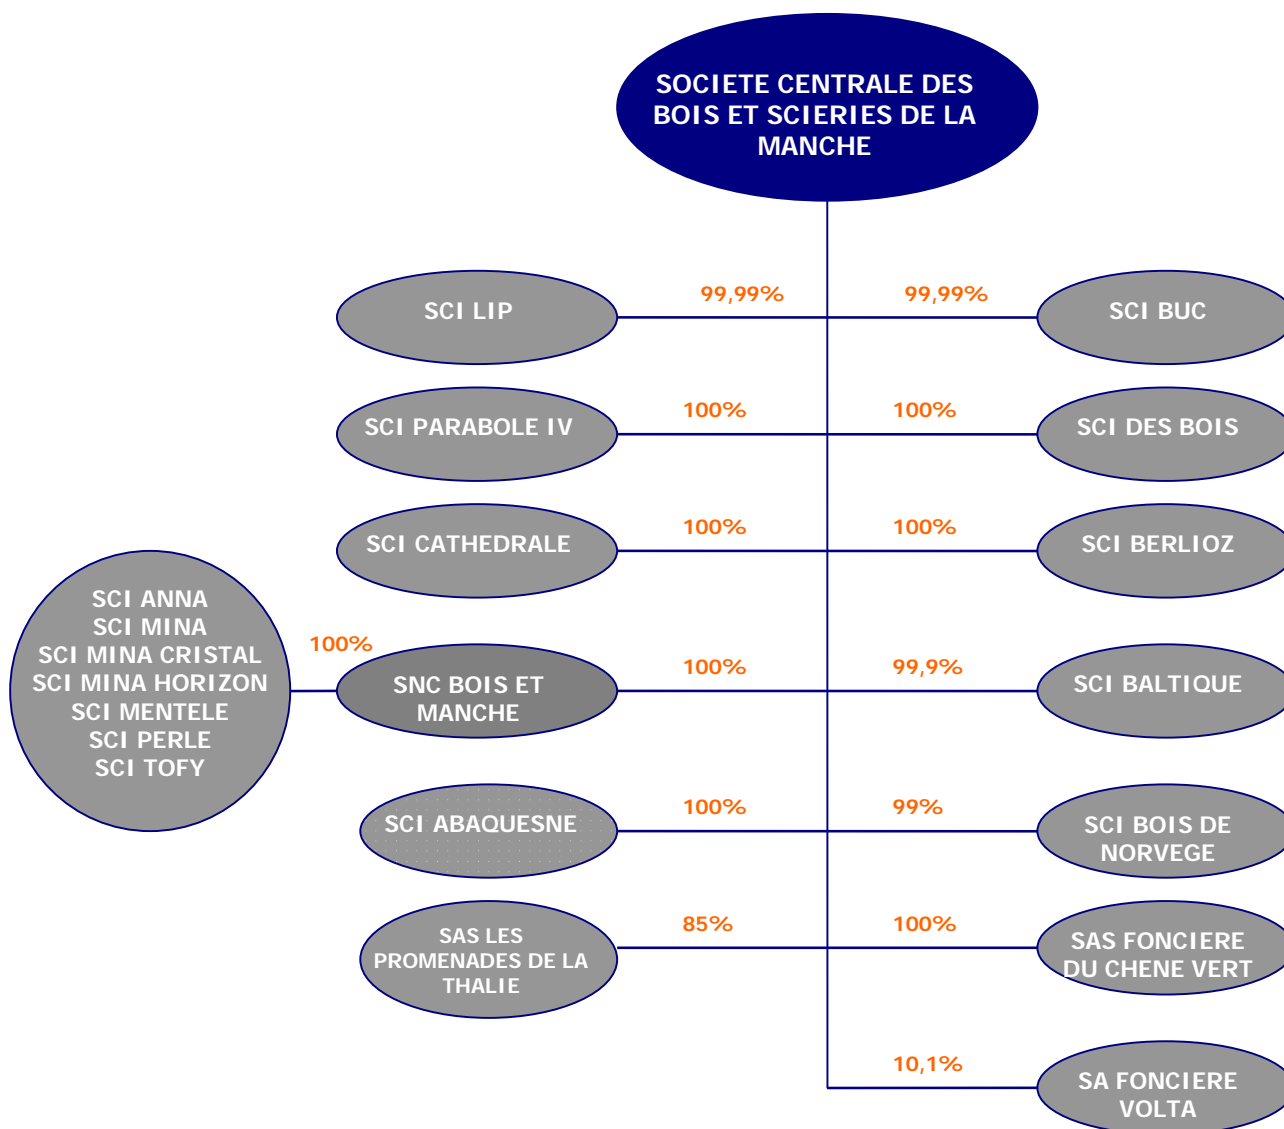 SOCIETE CENTRALE DES
BOIS ET SCIERIES DE LA
MANCHE
99,99%
99,99%
SCI LIP
SCI BUC
100%
100%
SCI PARABOLE IV
SCI DES BOIS
100%
100%
SCI CATHEDRALE
SCI BERLIOZ
SCI ANNA
SCI MINA
SCI MINA CRISTAL
SCI MINA HORIZON
SCI MENTELE
SCI PERLE
SCI TOFY
100%
100%
99,9%
SNC BOIS ET
MANCHE
SCI BALTIQUE
100%
99%
SCI ABAQUESNE
SCI BOIS DE
NORVEGE
85%
100%
SAS LES
PROMENADES DE LA
THALIE
SAS FONCIERE
DU CHENE VERT
10,1%
SA FONCIERE
VOLTA